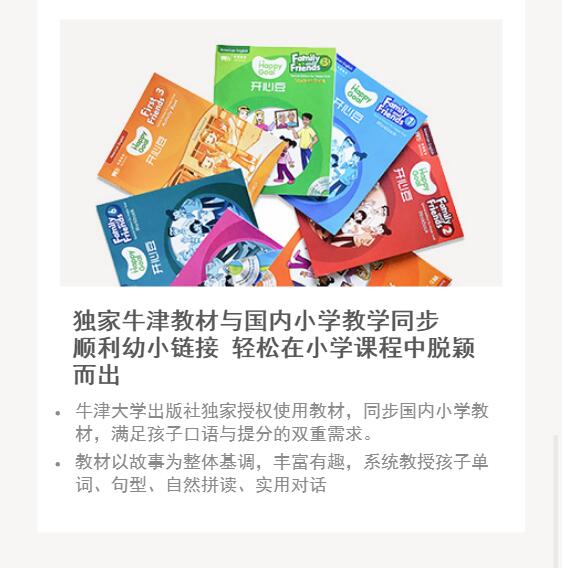 American English
Happy Goal
开心豆
Family and Friends 3
First Friends 3
Activity Book
Happy Goal
开心豆
Happy Goal
开心豆
Family and Friends 1
Happy Goal
开心豆
Family and Friends 2
Family and Friends 6
Happy Goal
开心豆
独家牛津教材与国内小学教学同步
顺利幼小链接 轻松在小学课程中脱颖
而出
牛津大学出版社独家授权使用教材，同步国内小学教
材，满足孩子口语与提分的双重需求。
教材以故事为整体基调，丰富有趣，系统教授孩子单
词、句型、自然拼读、实用对话